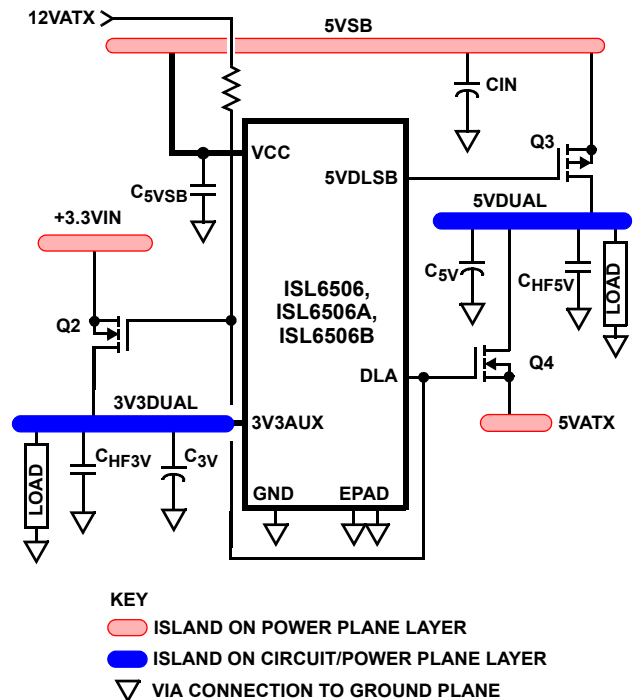 12VATX
5VSB
CIN
Q3
VCC
5VDLSB
C5VSB
+3.3VIN
5VDUAL
LOAD
C5V
CHF5V
ISL6506,
ISL6506A,
ISL6506B
Q2
Q4
DLA
3V3DUAL
3V3AUX
5VATX
CHF3V
C3V
LOAD
GND
EPAD
KEY
ISLAND ON POWER PLANE LAYER
ISLAND ON CIRCUIT/POWER PLANE LAYER
VIA CONNECTION TO GROUND PLANE